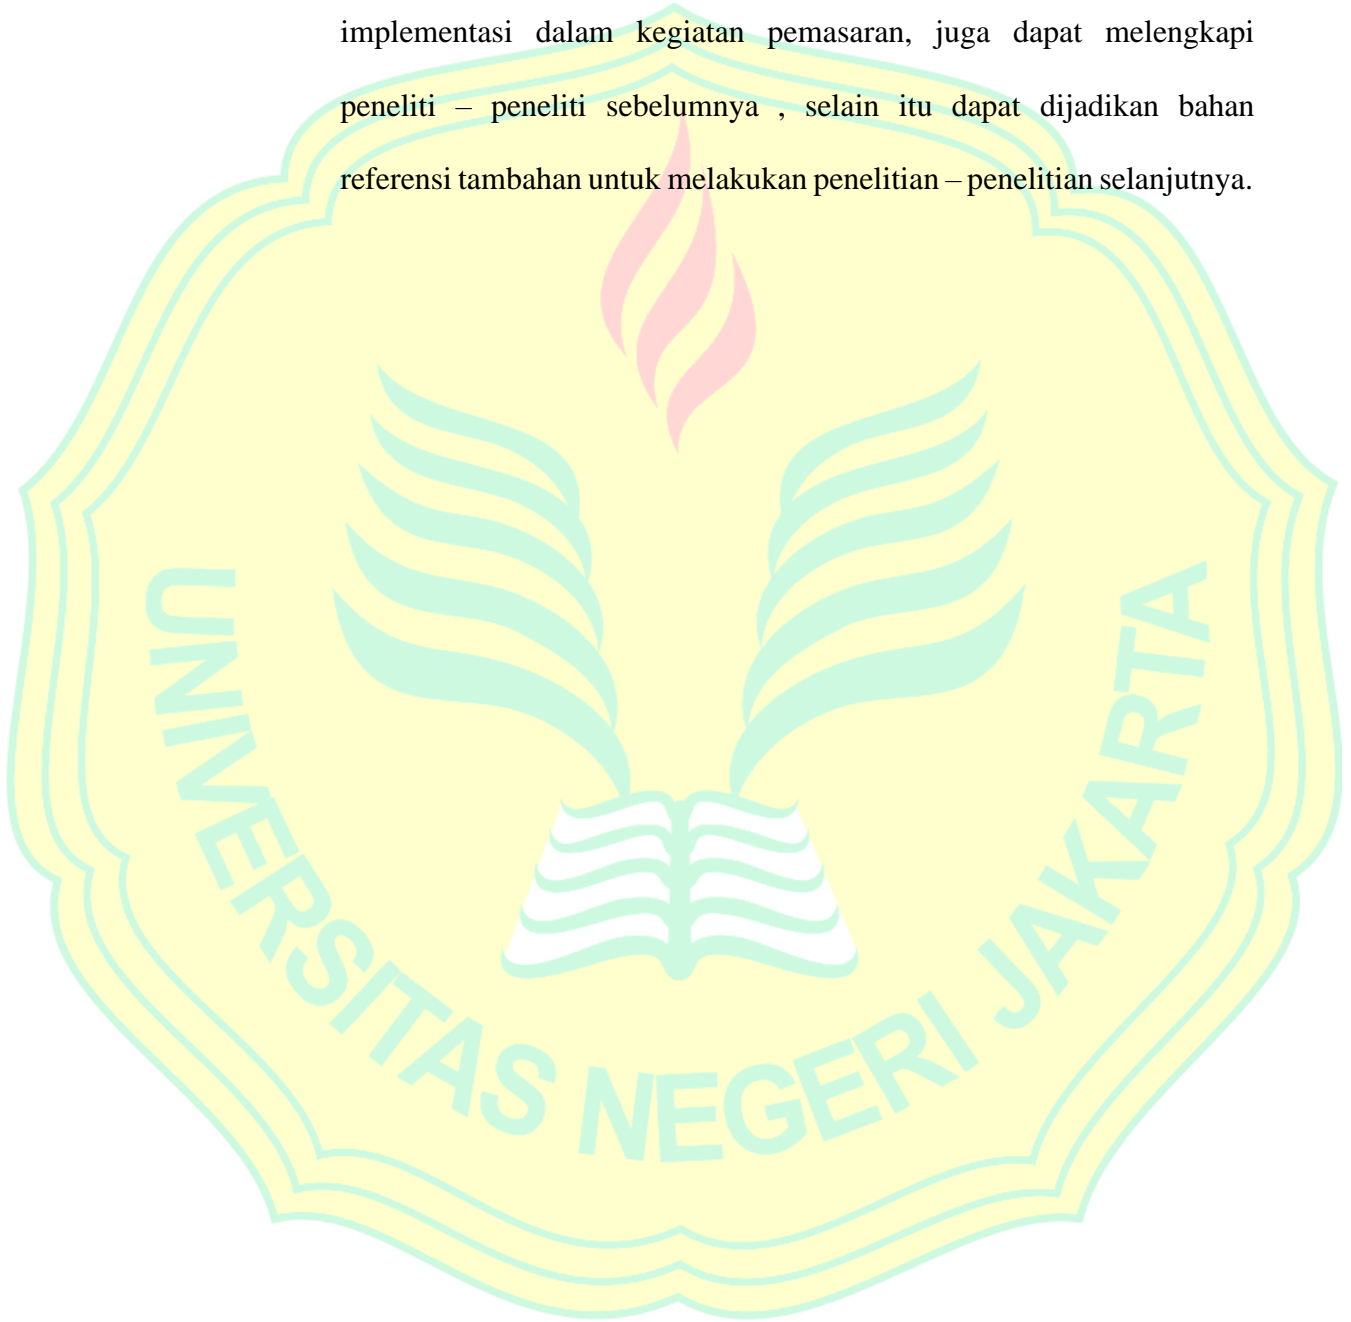 implementasi dalam kegiatan pemasaran, juga dapat melengkapi
peneliti – peneliti sebelumnya , selain itu dapat dijadikan bahan
referensi tambahan untuk melakukan penelitian – penelitian selanjutnya.
UNIVERSITAS NEGERI JAKARTA